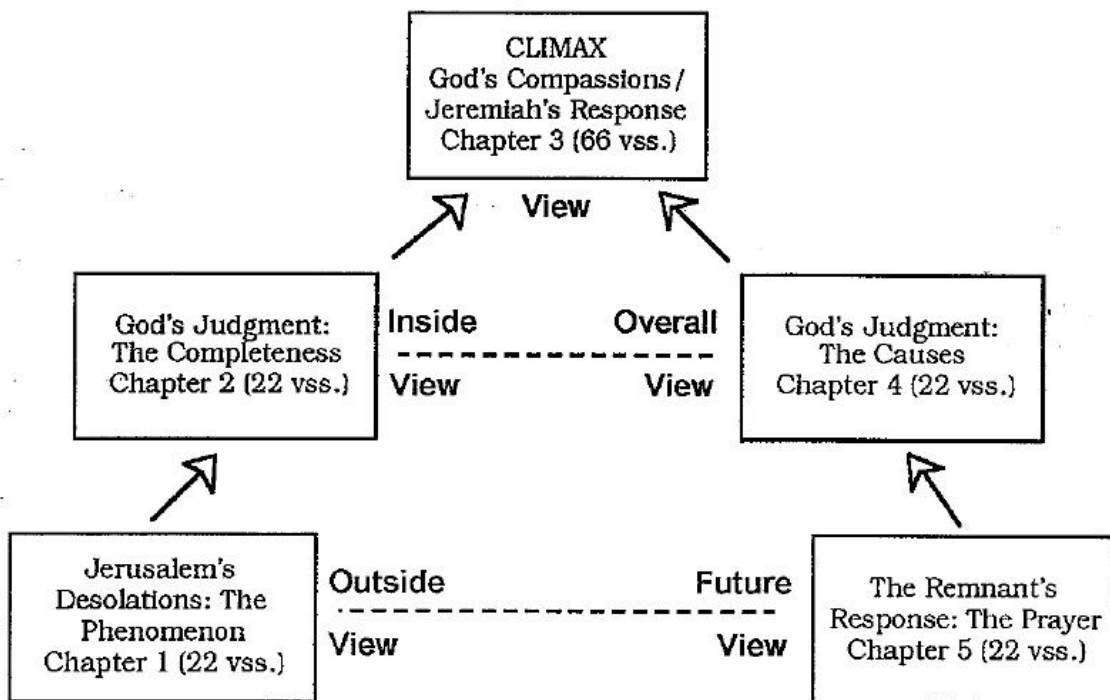 CLIMAX
God's Compassions/
Jeremiah's Response
Chapter 3 (66 vss.)
View
God's Judgment:
The Completeness
Chapter 2 (22 vss.)
Inside
View
Overall
View
God's Judgment:
The Causes
Chapter 4 (22 vss.)
Jerusalem's
Desolations: The
Phenomenon
Chapter 1 (22 vss.)
Outside
View
Future
View
The Remnant's
Response: The Prayer
Chapter 5 (22 vss.)